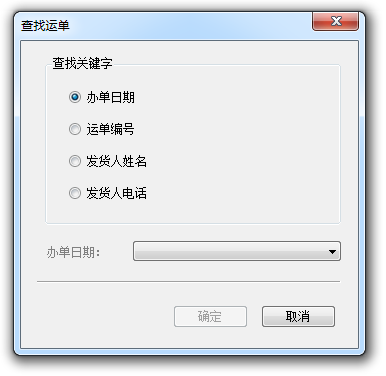 查找运单
查找关键字
办单日期
运单编号
发货人姓名
发货人电话
办单日期：
确定
取消